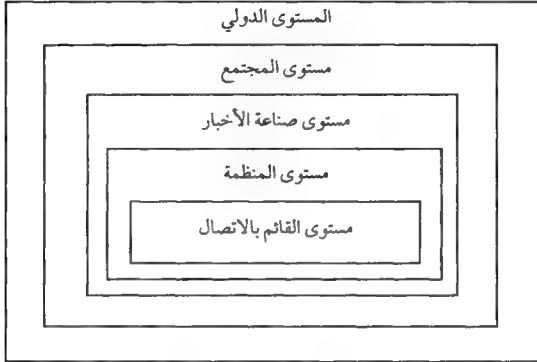 المستوى الدولي
مستوى المجتمع
مستوى صناعة الأخبار
مستوى المنظمة
مستوى القائم بالاتصال